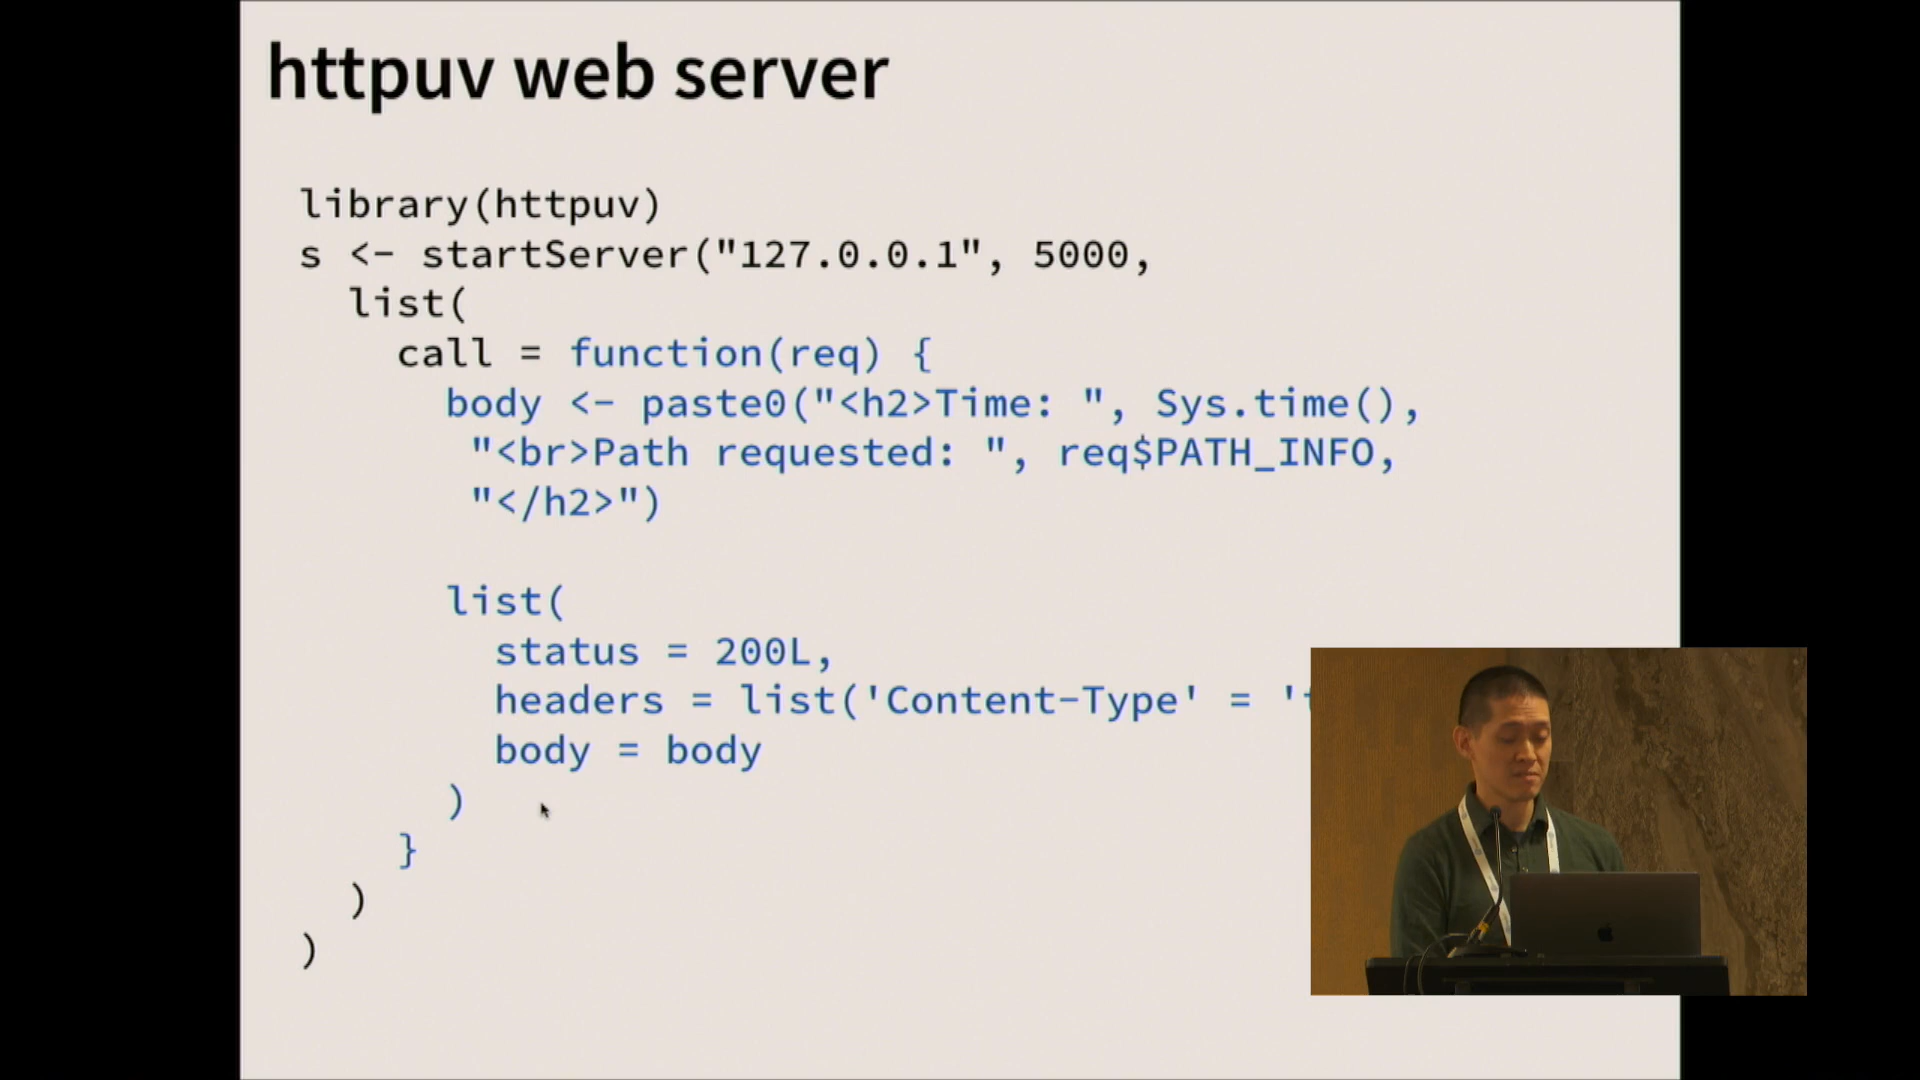 httpuv web server
library(httpuv)
s <- startServer("127.0.0.1", 5000,
list(
call = function(req) {
body <- paste0("<h2>Time: ", Sys.time(),
"<br>Path requested: ", req$PATH_INFO,
"</h2>")
list(
status = 200L,
headers = list('Content-Type' = '
body = body
)
}
)
)